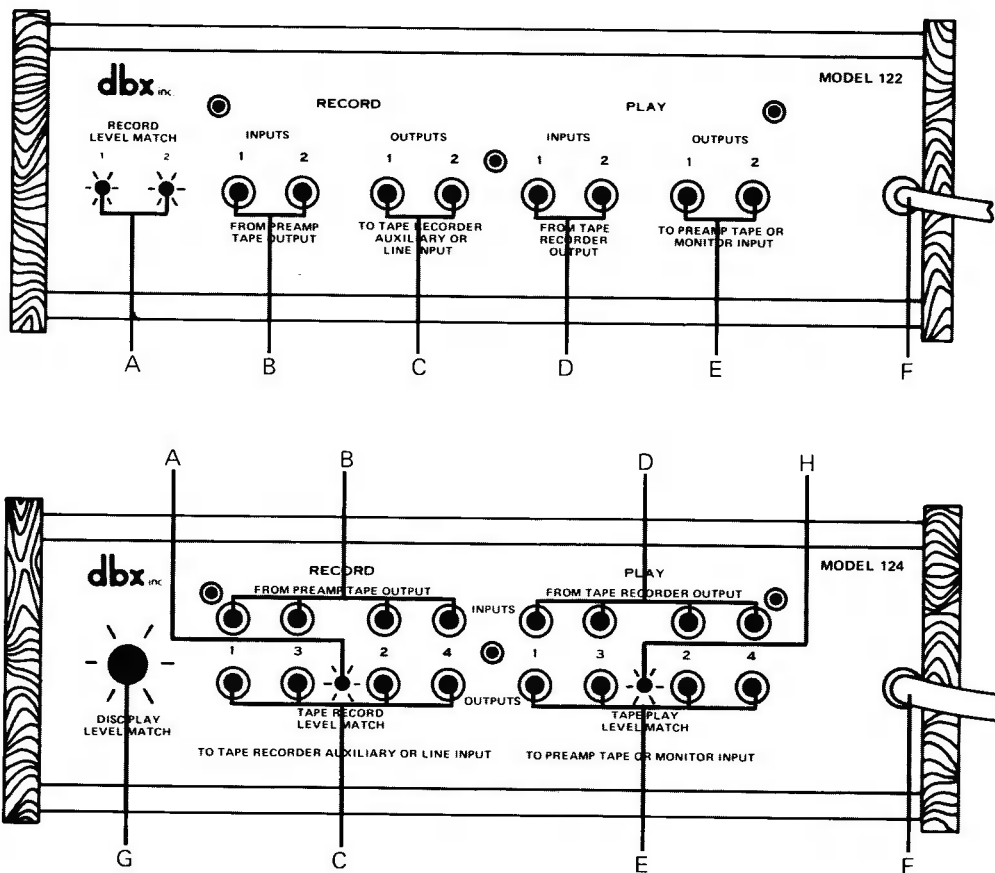 dbx inc.
MODEL 122
RECORD
PLAY
RECORD
LEVEL MATCH
1 2
INPUTS
1 2
OUTPUTS
1 2
INPUTS
1 2
OUTPUTS
1 2
FROM PREAMP
TAPE OUTPUT
TO TAPE RECORDER
AUXILIARY OR
LINE INPUT
FROM TAPE
RECORDER
OUTPUT
TO PREAMP TAPE OR
MONITOR INPUT
A B C D E F
A B D H
dbx inc
MODEL 124
RECORD
FROM PREAMP TAPE OUTPUT
PLAY
FROM TAPE RECORDER OUTPUT
INPUTS
1 3 2 4
1 3 2 4
OUTPUTS
DISC PLAY
LEVEL MATCH
TAPE RECORD
LEVEL MATCH
TAPE PLAY
LEVEL MATCH
TO TAPE RECORDER AUXILIARY OR LINE INPUT
TO PREAMP TAPE OR MONITOR INPUT
G C E F